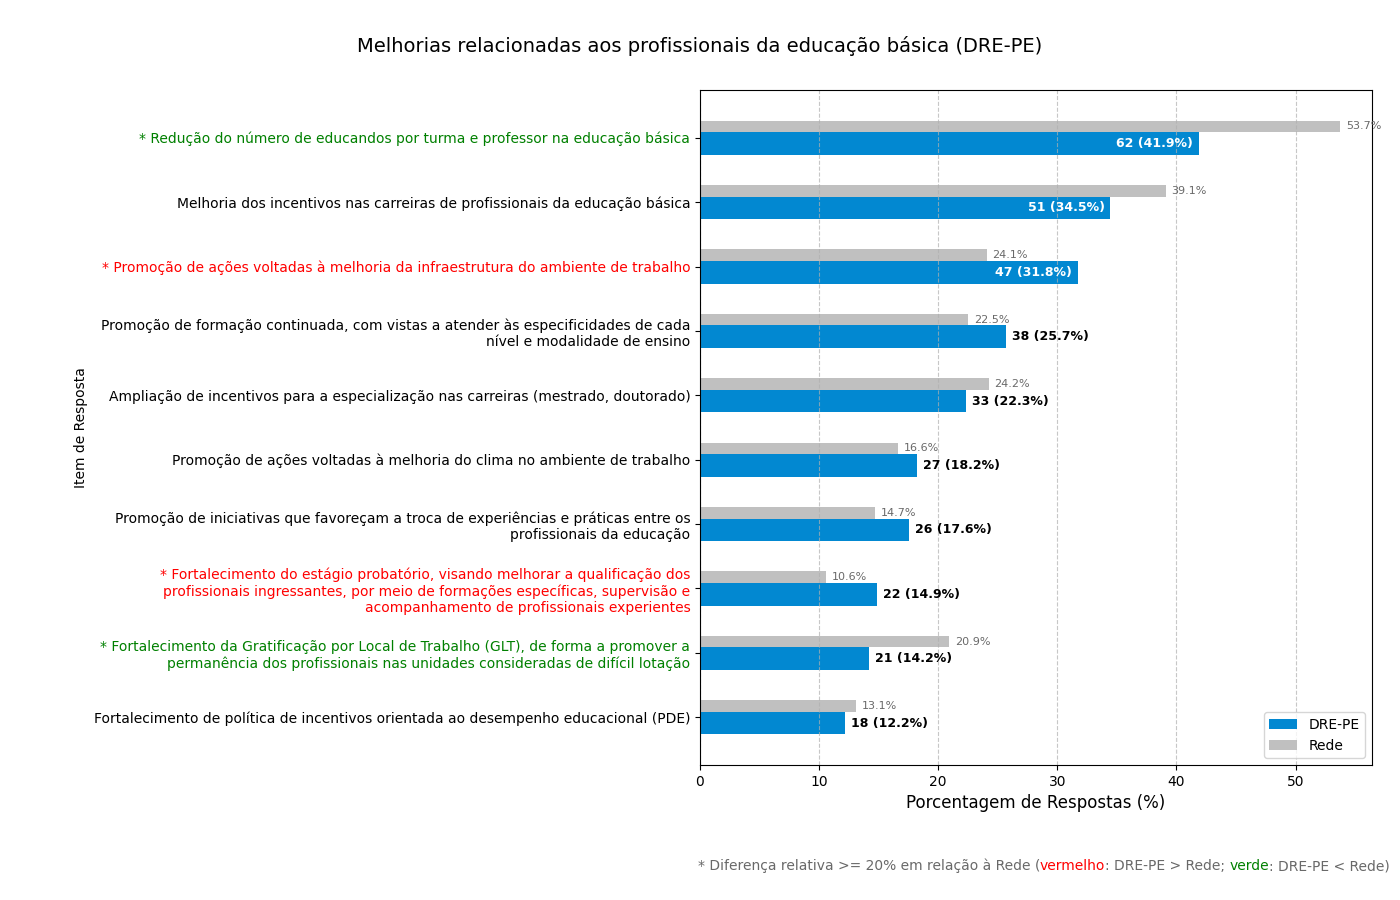 Melhorias relacionadas aos profissionais da educação básica (DRE-PE)
* Redução do número de educandos por turma e professor na educação básica
53.7%
62 (41.9%)
Melhoria dos incentivos nas carreiras de profissionais da educação básica
39.1%
51 (34.5%)
* Promoção de ações voltadas à melhoria da infraestrutura do ambiente de trabalho
24.1%
47 (31.8%)
Promoção de formação continuada, com vistas a atender às especificidades de cada
nível e modalidade de ensino
22.5%
38 (25.7%)
Ampliação de incentivos para a especialização nas carreiras (mestrado, doutorado)
24.2%
33 (22.3%)
Promoção de ações voltadas à melhoria do clima no ambiente de trabalho
16.6%
27 (18.2%)
Promoção de iniciativas que favoreçam a troca de experiências e práticas entre os
profissionais da educação
14.7%
26 (17.6%)
* Fortalecimento do estágio probatório, visando melhorar a qualificação dos
profissionais ingressantes, por meio de formações específicas, supervisão e
acompanhamento de profissionais experientes
10.6%
22 (14.9%)
* Fortalecimento da Gratificação por Local de Trabalho (GLT), de forma a promover a
permanência dos profissionais nas unidades consideradas de difícil lotação
20.9%
21 (14.2%)
Fortalecimento de política de incentivos orientada ao desempenho educacional (PDE)
13.1%
18 (12.2%)
Item de Resposta
DRE-PE
Rede
0 10 20 30 40 50
Porcentagem de Respostas (%)
* Diferença relativa >= 20% em relação à Rede (vermelho: DRE-PE > Rede; verde: DRE-PE < Rede)